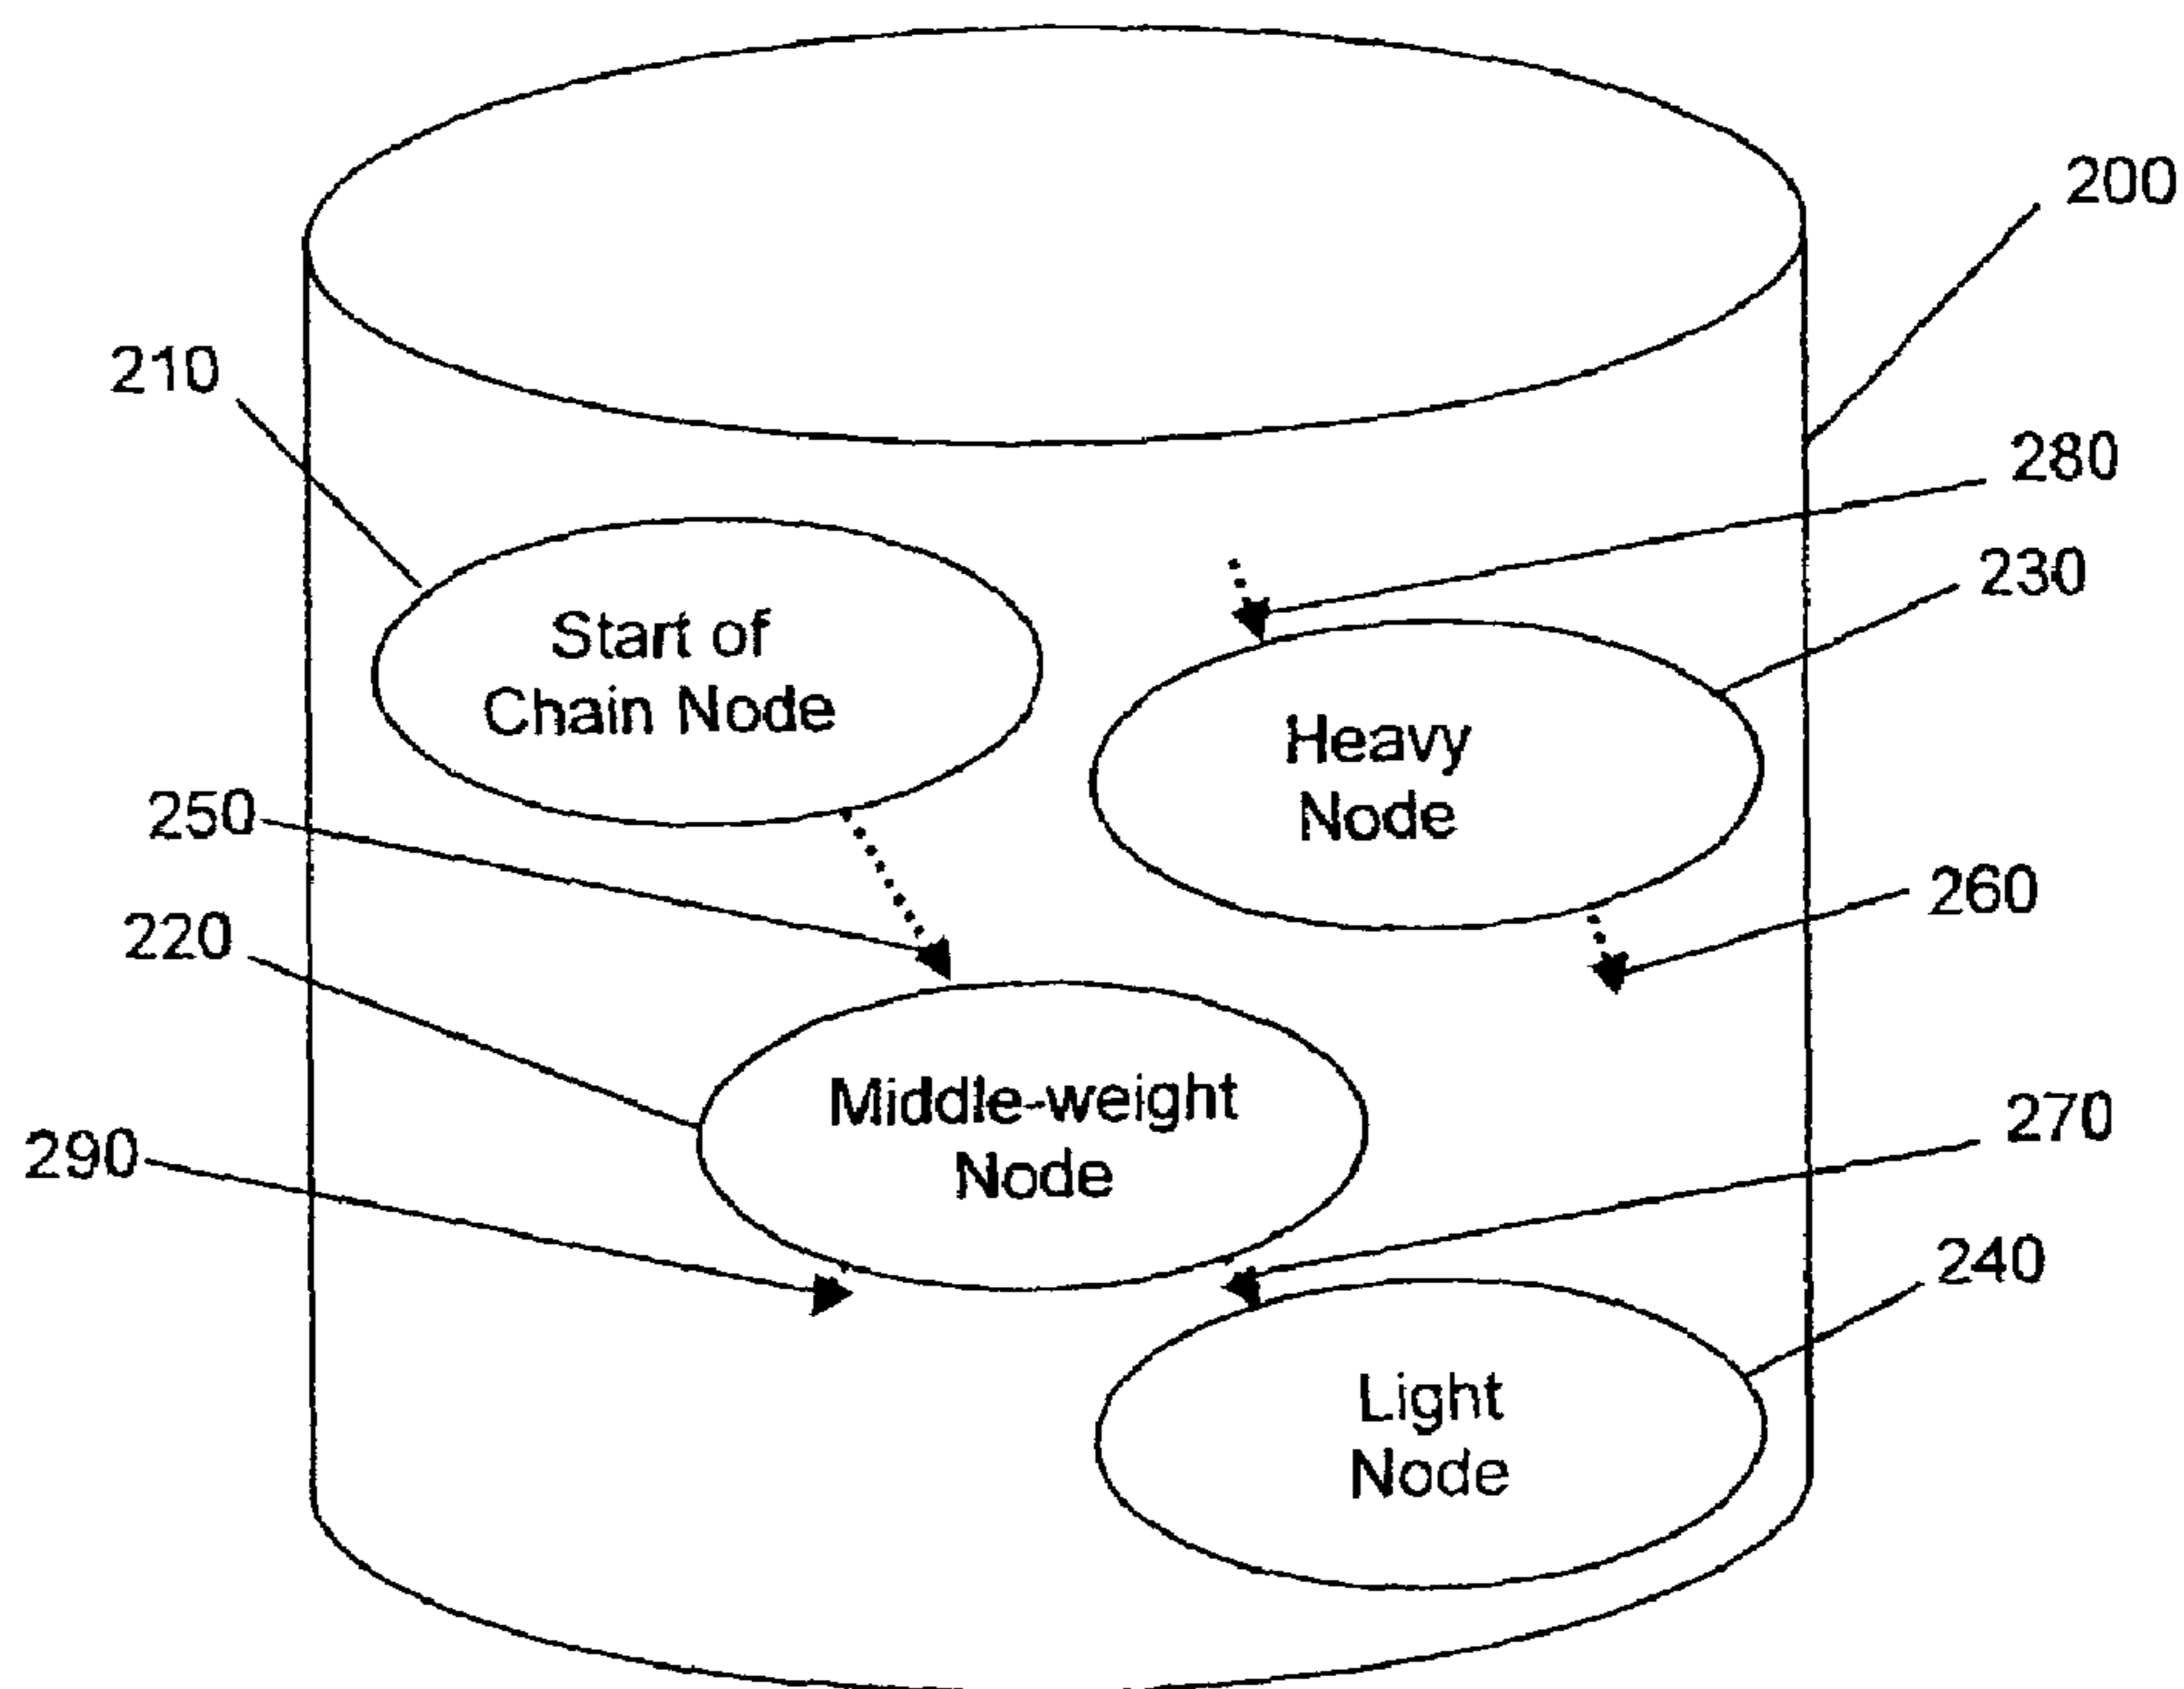 200
210
280
230
Start of
Chain Node
Heavy
Node
250
260
220
Middle-weight
Node
270
290
240
Light
Node